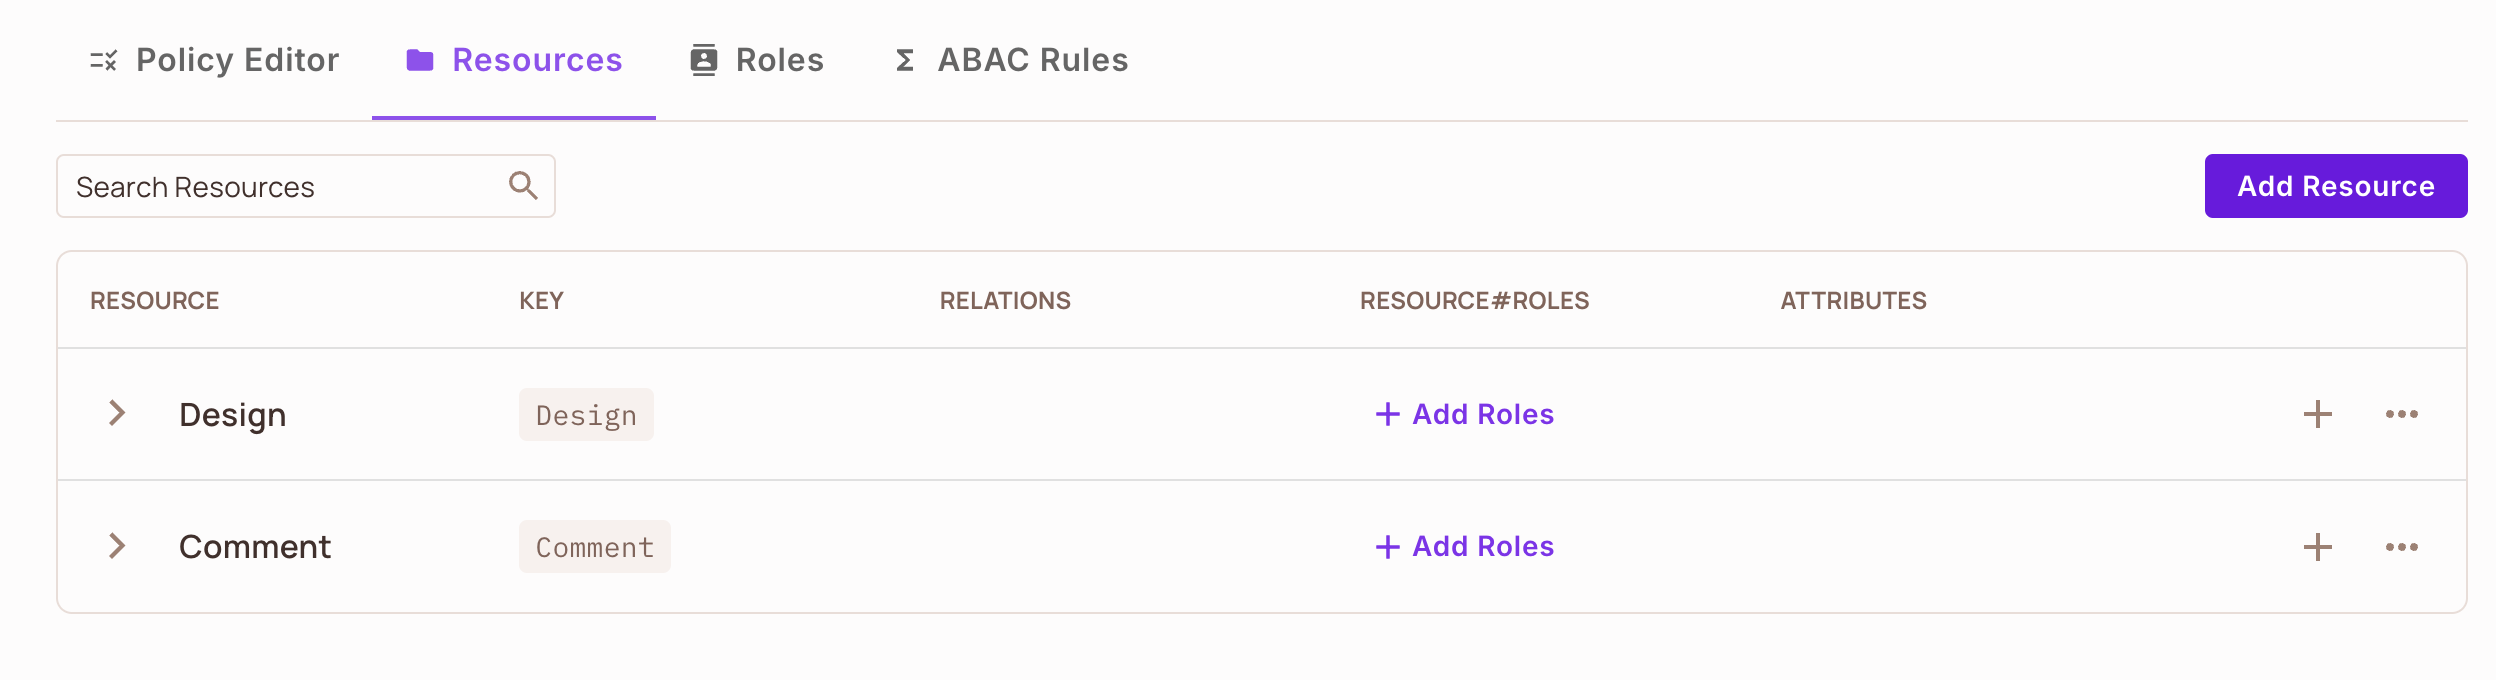 Policy Editor Resources Roles ABAC Rules
Search Resources Add Resource
RESOURCE KEY RELATIONS RESOURCE#ROLES ATTRIBUTES
Design Design + Add Roles
Comment Comment + Add Roles